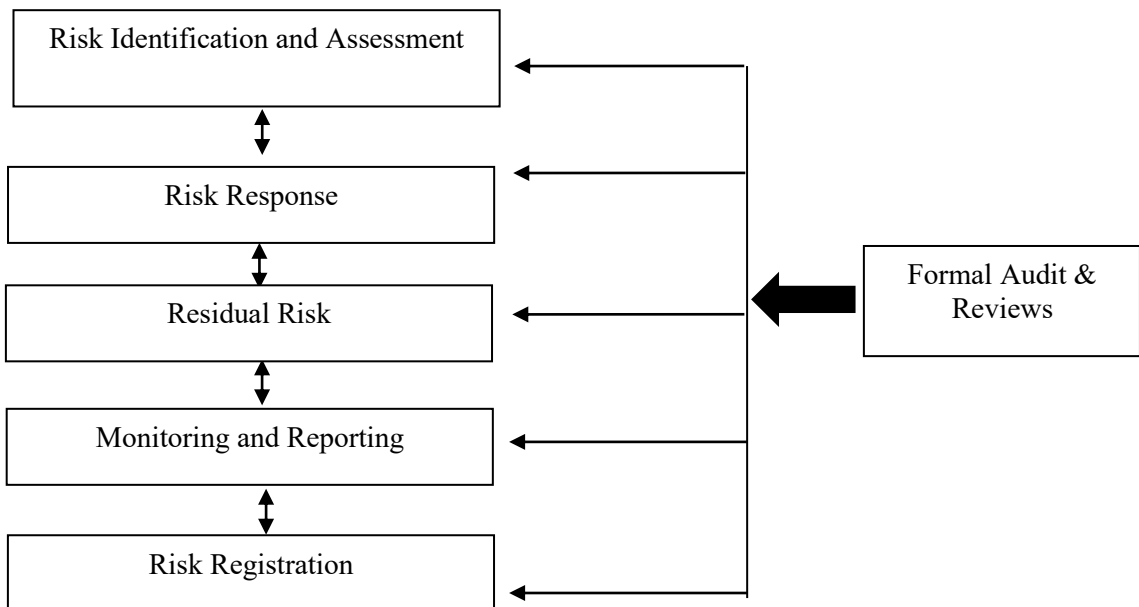 Risk Identification and Assessment
Risk Response
Residual Risk
Monitoring and Reporting
Risk Registration
Formal Audit &
Reviews